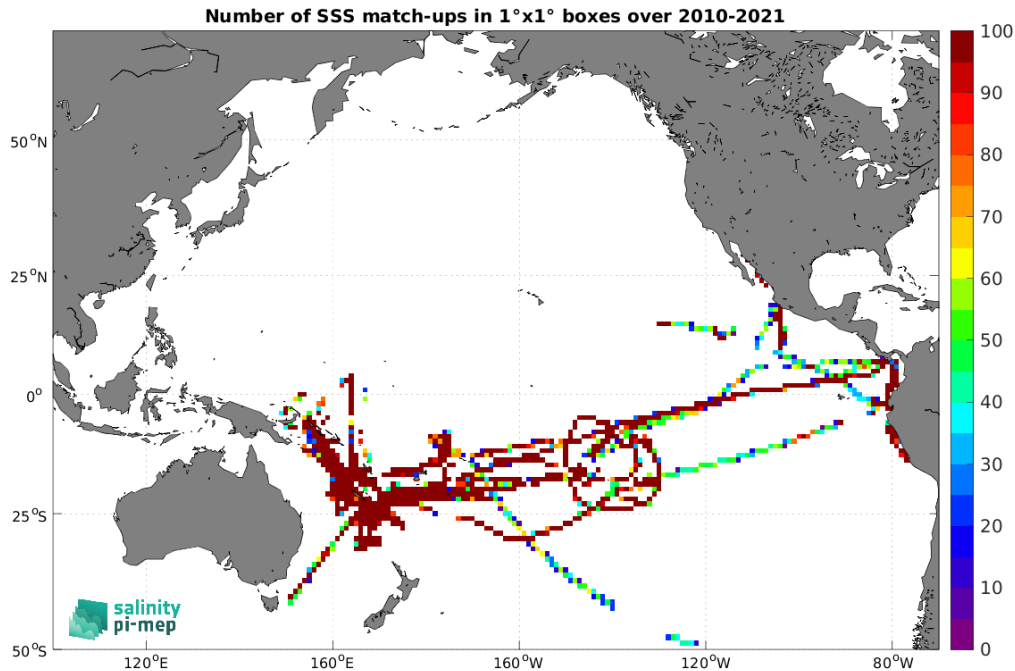 Number of SSS match-ups in 1°x1° boxes over 2010-2021
50°N
25°N
0°
25°S
50°S
120°E
160°E
160°W
120°W
80°W
100
90
80
70
60
50
40
30
20
10
0
salinity
pi-mep